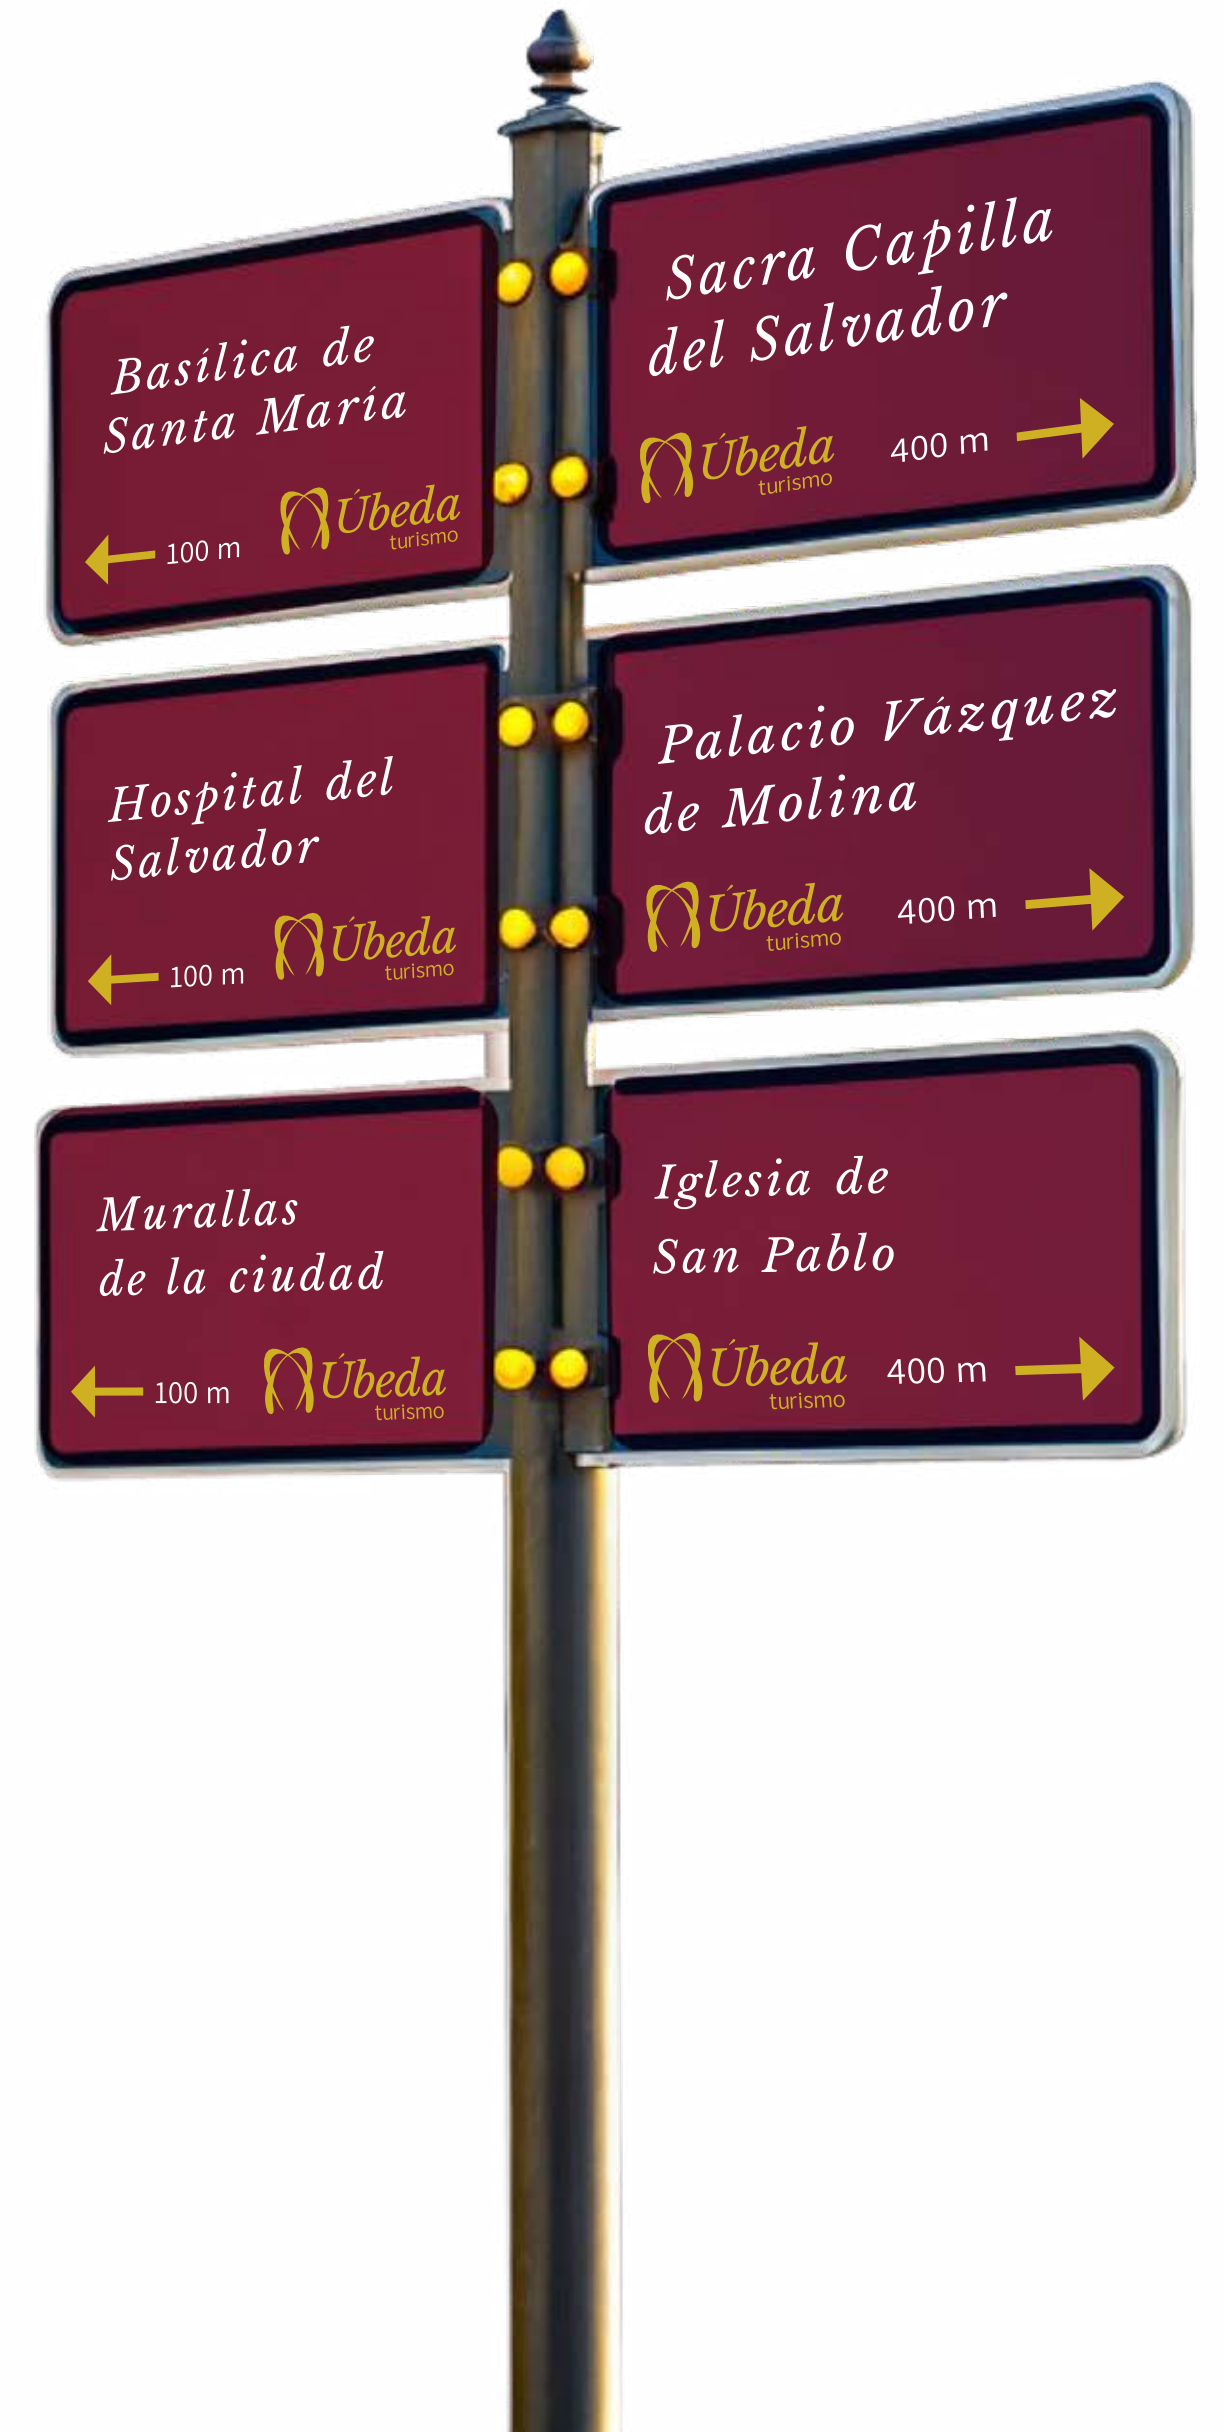 Basílica de
Santa María
100 m
Úbeda
turismo
Sacra Capilla
del Salvador
Úbeda
turismo
400 m
Hospital del
Salvador
100 m
Úbeda
turismo
Palacio Vázquez
de Molina
Úbeda
turismo
400 m
Murallas
de la ciudad
100 m
Úbeda
turismo
Iglesia de
San Pablo
Úbeda
turismo
400 m